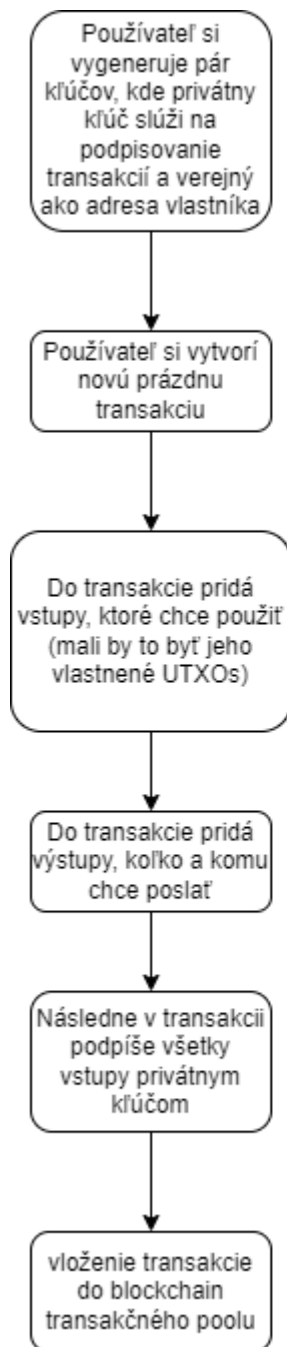 Používateľ si
vygeneruje pár
kľúčov, kde privátny
kľúč slúži na
podpisovanie
transakcií a verejný
ako adresa vlastníka
Používateľ si vytvorí
novú prázdnu
transakciu
Do transakcie pridá
vstupy, ktoré chce použiť
(mali by to byť jeho
vlastnené UTXOs)
Do transakcie pridá
výstupy, koľko a komu
chce poslať
Následne v transakcii
podpíše všetky
vstupy privátnym
kľúčom
vloženie transakcie
do blockchain
transakčného poolu